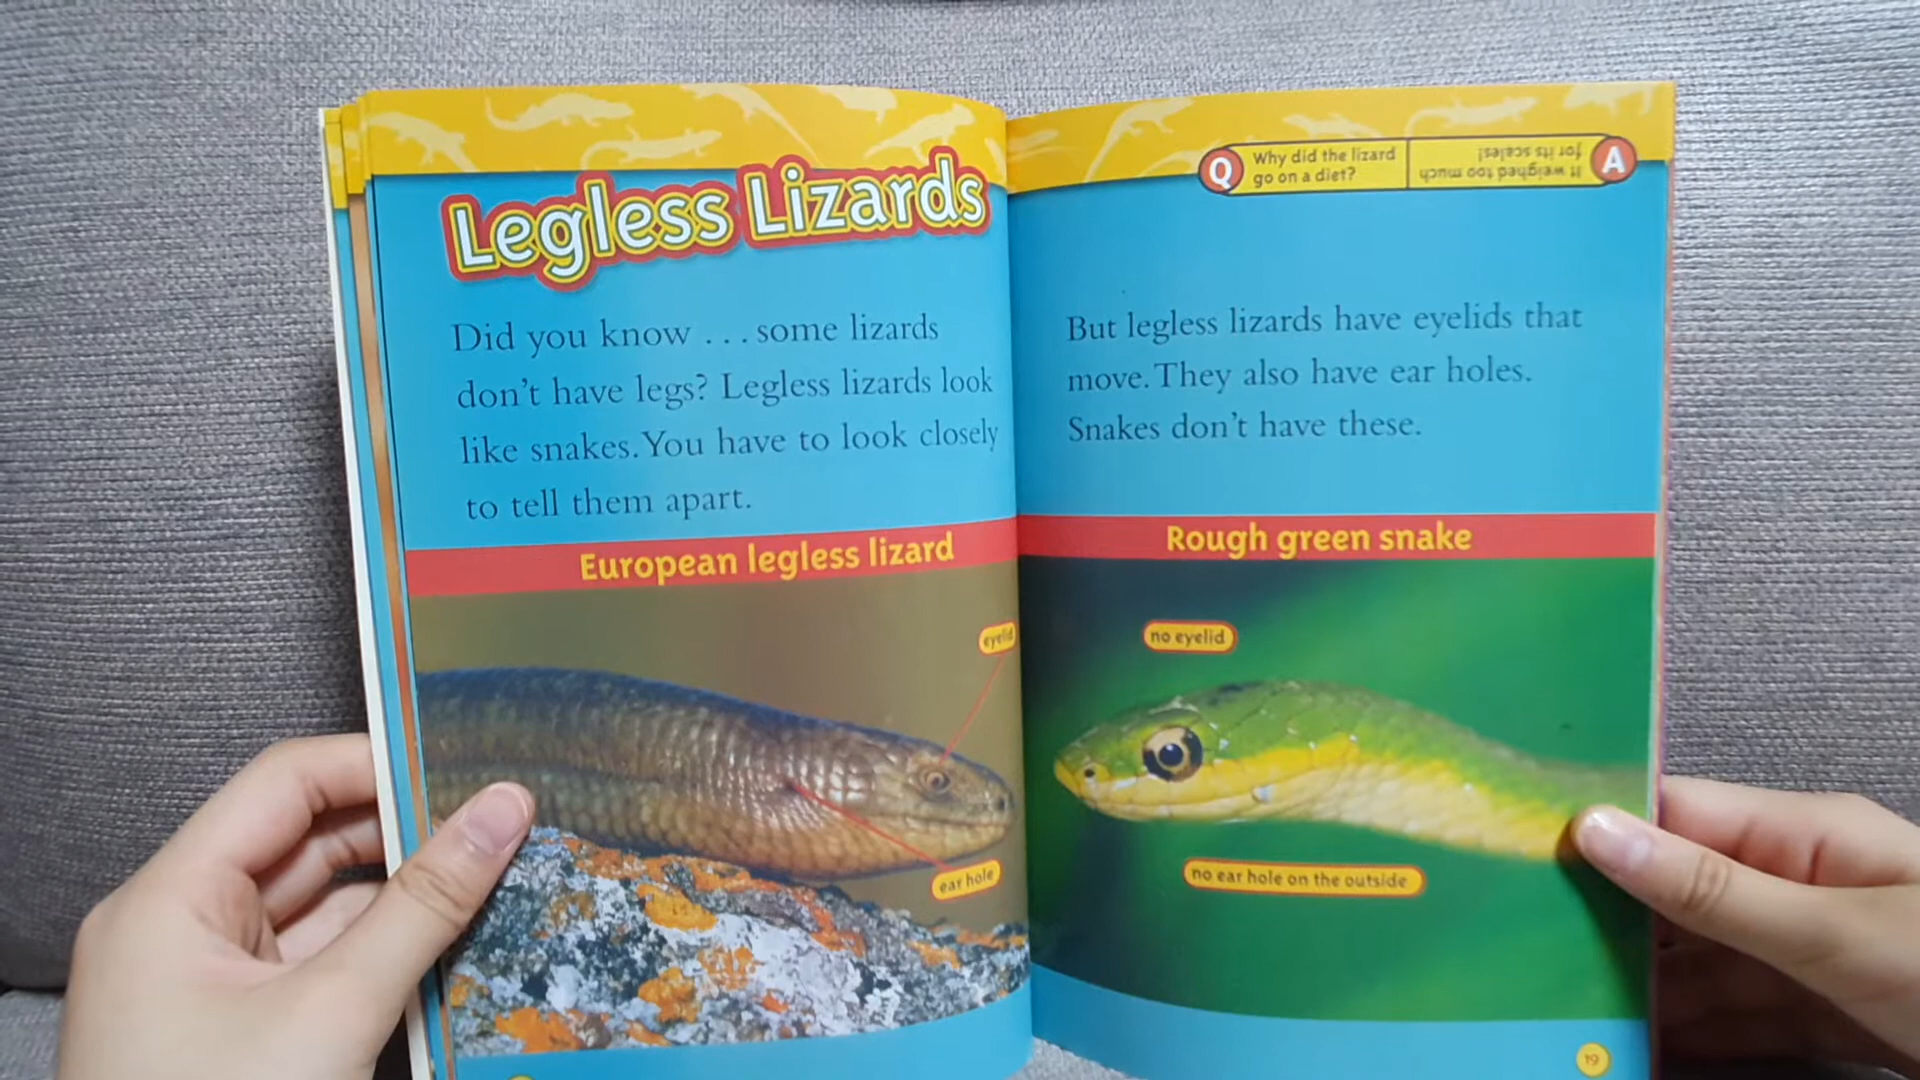 Legless Lizards
Did you know . . . some lizards
don't have legs? Legless lizards look
like snakes. You have to look closely
to tell them apart.
European legless lizard
eyelid
ear hole
Q
Why did the lizard
go on a diet?
It weighed too much
for its scales!
A
But legless lizards have eyelids that
move. They also have ear holes.
Snakes don't have these.
Rough green snake
no eyelid
no ear hole on the outside
19